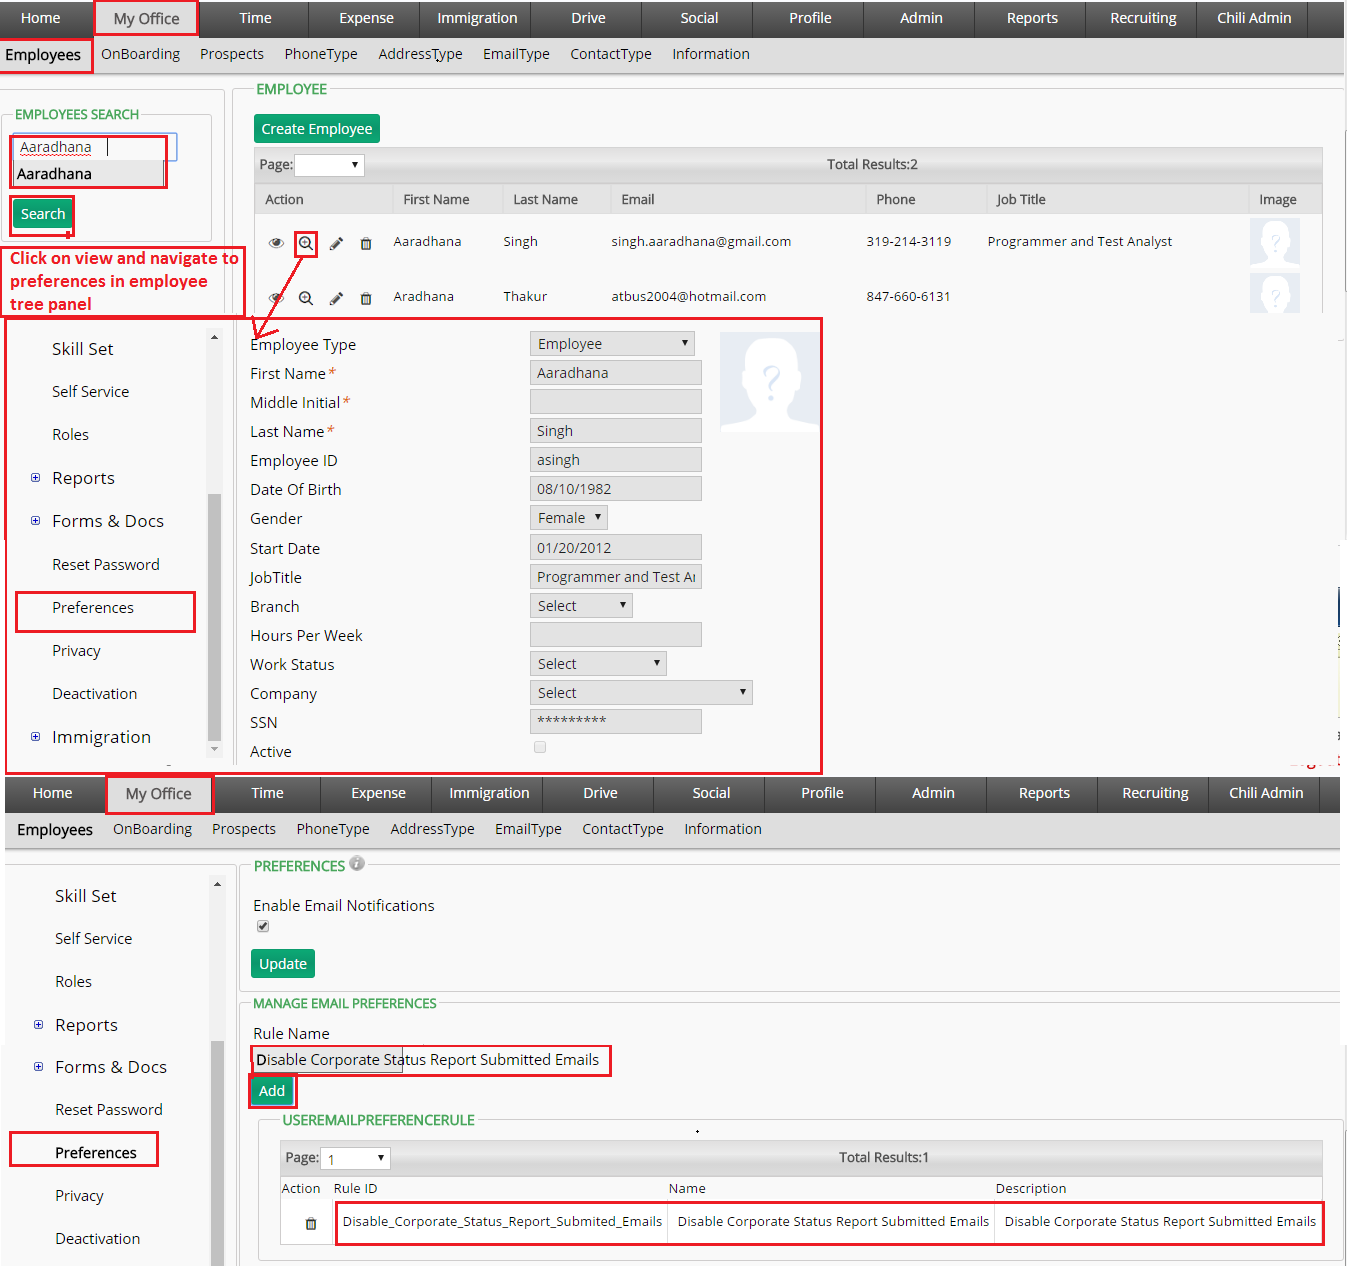 Home My Office Time Expense Immigration Drive Social Profile Admin Reports Recruiting Chili Admin
Employees OnBoarding Prospects PhoneType AddressType EmailType ContactType Information
EMPLOYEES SEARCH
Aaradhana
Aaradhana
Search
Click on view and navigate to
preferences in employee
tree panel
EMPLOYEE
Create Employee
Page: Total Results:2
Action First Name Last Name Email Phone Job Title Image
Aaradhana Singh singh.aaradhana@gmail.com 319-214-3119 Programmer and Test Analyst
Aradhana Thakur atbus2004@hotmail.com 847-660-6131
Skill Set
Self Service
Roles
Reports
Forms & Docs
Reset Password
Preferences
Privacy
Deactivation
Immigration
Employee Type Employee
First Name* Aaradhana
Middle Initial*
Last Name* Singh
Employee ID asingh
Date Of Birth 08/10/1982
Gender Female
Start Date 01/20/2012
JobTitle Programmer and Test Ar
Branch Select
Hours Per Week
Work Status Select
Company Select
SSN *********
Active
Home My Office Time Expense Immigration Drive Social Profile Admin Reports Recruiting Chili Admin
Employees OnBoarding Prospects PhoneType AddressType EmailType ContactType Information
Skill Set
Self Service
Roles
Reports
Forms & Docs
Reset Password
Preferences
Privacy
Deactivation
PREFERENCES
Enable Email Notifications
Update
MANAGE EMAIL PREFERENCES
Rule Name
Disable Corporate Status Report Submitted Emails
Add
USEREMAILPREFERENCERULE
Page: 1 Total Results:1
Action Rule ID Name Description
Disable_Corporate_Status_Report_Submited_Emails Disable Corporate Status Report Submitted Emails Disable Corporate Status Report Submitted Emails